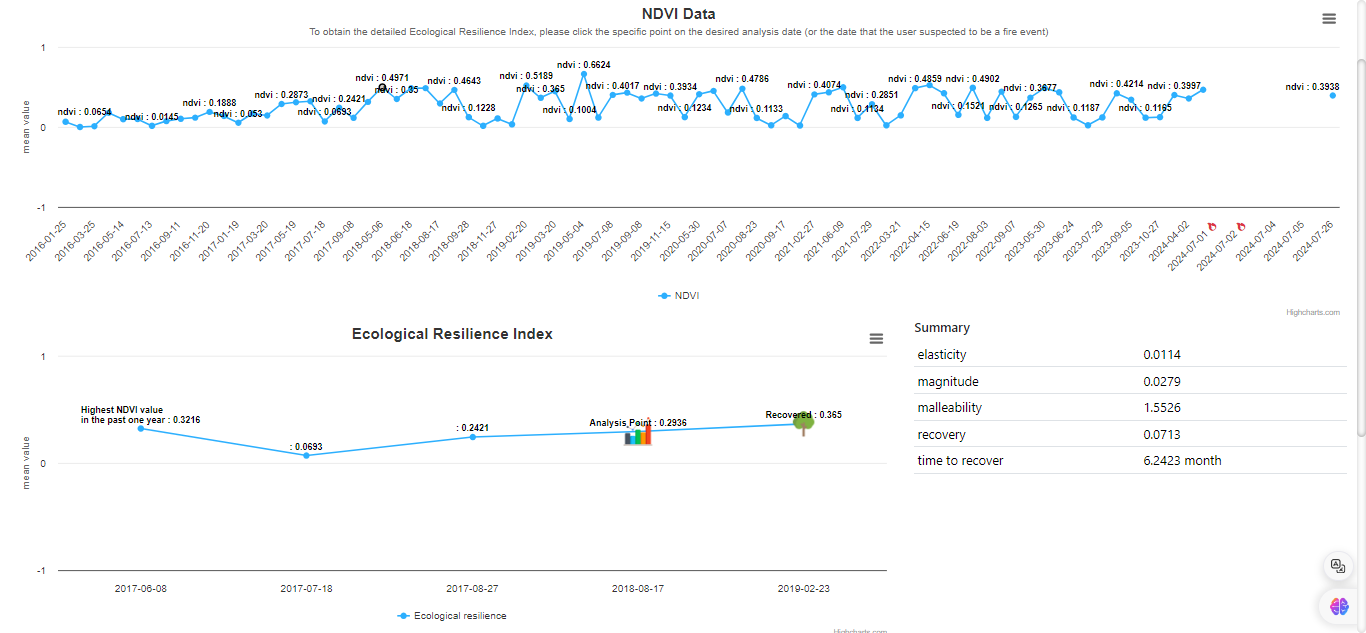 NDVI Data
To obtain the detailed Ecological Resilience Index, please click the specific point on the desired analysis date (or the date that the user suspected to be a fire event)
1
0
-1
mean value
ndvi : 0.0654
ndvi : 0.0145
ndvi : 0.1888
ndvi : 0.053
ndvi : 0.2873
ndvi : 0.0693
ndvi : 0.2421
ndvi : 0.4971
ndvi : 0.35
ndvi : 0.4643
ndvi : 0.1228
ndvi : 0.5189
ndvi : 0.365
ndvi : 0.1004
ndvi : 0.6624
ndvi : 0.4017
ndvi : 0.3934
ndvi : 0.1234
ndvi : 0.4786
ndvi : 0.1133
ndvi : 0.4074
ndvi : 0.1134
ndvi : 0.2851
ndvi : 0.4859
ndvi : 0.1521
ndvi : 0.4902
ndvi : 0.1265
ndvi : 0.3677
ndvi : 0.1187
ndvi : 0.4214
ndvi : 0.1165
ndvi : 0.3997
ndvi : 0.3938
2016-01-25
2016-03-25
2016-05-14
2016-07-13
2016-09-11
2016-11-20
2017-01-19
2017-03-20
2017-05-19
2017-07-18
2017-09-08
2018-05-06
2018-06-18
2018-08-17
2018-09-28
2018-11-27
2019-02-20
2019-03-20
2019-05-04
2019-07-08
2019-09-08
2019-11-15
2020-05-30
2020-07-07
2020-08-23
2020-09-17
2021-02-27
2021-06-09
2021-07-29
2022-03-21
2022-04-15
2022-06-19
2022-08-03
2022-09-07
2023-05-30
2023-06-24
2023-07-29
2023-09-05
2023-10-27
2024-04-02
2024-07-01
2024-07-02
2024-07-04
2024-07-05
2024-07-26
NDVI
Highcharts.com
Ecological Resilience Index
1
0
-1
mean value
Highest NDVI value
in the past one year : 0.3216
: 0.0693
: 0.2421
Analysis_Point : 0.2936
Recovered : 0.365
2017-06-08
2017-07-18
2017-08-27
2018-08-17
2019-02-23
Ecological resilience
Highcharts.com
Summary
elasticity 0.0114
magnitude 0.0279
malleability 1.5526
recovery 0.0713
time to recover 6.2423 month